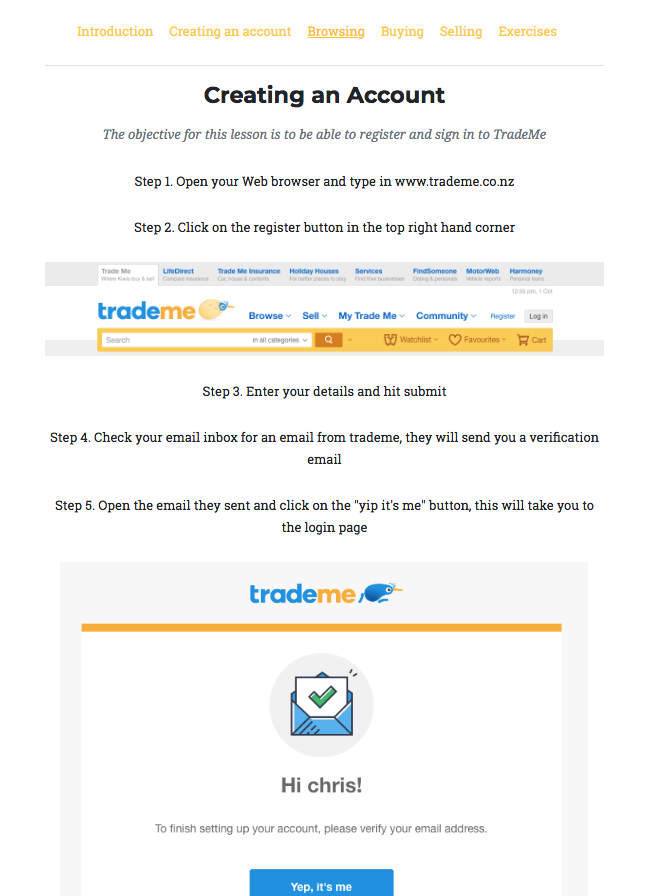 Introduction Creating an account Browsing Buying Selling Exercises
Creating an Account
The objective for this lesson is to be able to register and sign in to TradeMe
Step 1. Open your Web browser and type in www.trademe.co.nz
Step 2. Click on the register button in the top right hand corner
Trade Me LifeDirect Trade Me Insurance Holiday Houses Services FindSomeone MotorWeb Harmoney
Where Kiwis buy & sell Compare insurance Car, house & contents For better places to stay Find Kiwi businesses Dating & personals Vehicle reports Personal loans
12:55 pm, 1 Oct
trademe
Browse Sell My Trade Me Community Register Log in
Search in all categories Watchlist Favourites Cart
Step 3. Enter your details and hit submit
Step 4. Check your email inbox for an email from trademe, they will send you a verification
email
Step 5. Open the email they sent and click on the "yip it's me" button, this will take you to
the login page
trademe
Hi chris!
To finish setting up your account, please verify your email address.
Yep, it's me